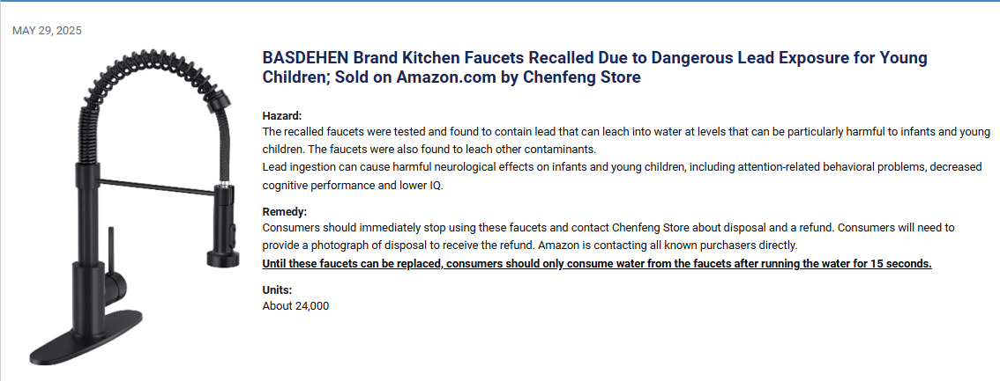 MAY 29, 2025
BASDEHEN Brand Kitchen Faucets Recalled Due to Dangerous Lead Exposure for Young
Children; Sold on Amazon.com by Chenfeng Store
Hazard:
The recalled faucets were tested and found to contain lead that can leach into water at levels that can be particularly harmful to infants and young
children. The faucets were also found to leach other contaminants.
Lead ingestion can cause harmful neurological effects on infants and young children, including attention-related behavioral problems, decreased
cognitive performance and lower IQ.
Remedy:
Consumers should immediately stop using these faucets and contact Chenfeng Store about disposal and a refund. Consumers will need to
provide a photograph of disposal to receive the refund. Amazon is contacting all known purchasers directly.
Until these faucets can be replaced, consumers should only consume water from the faucets after running the water for 15 seconds.
Units:
About 24,000